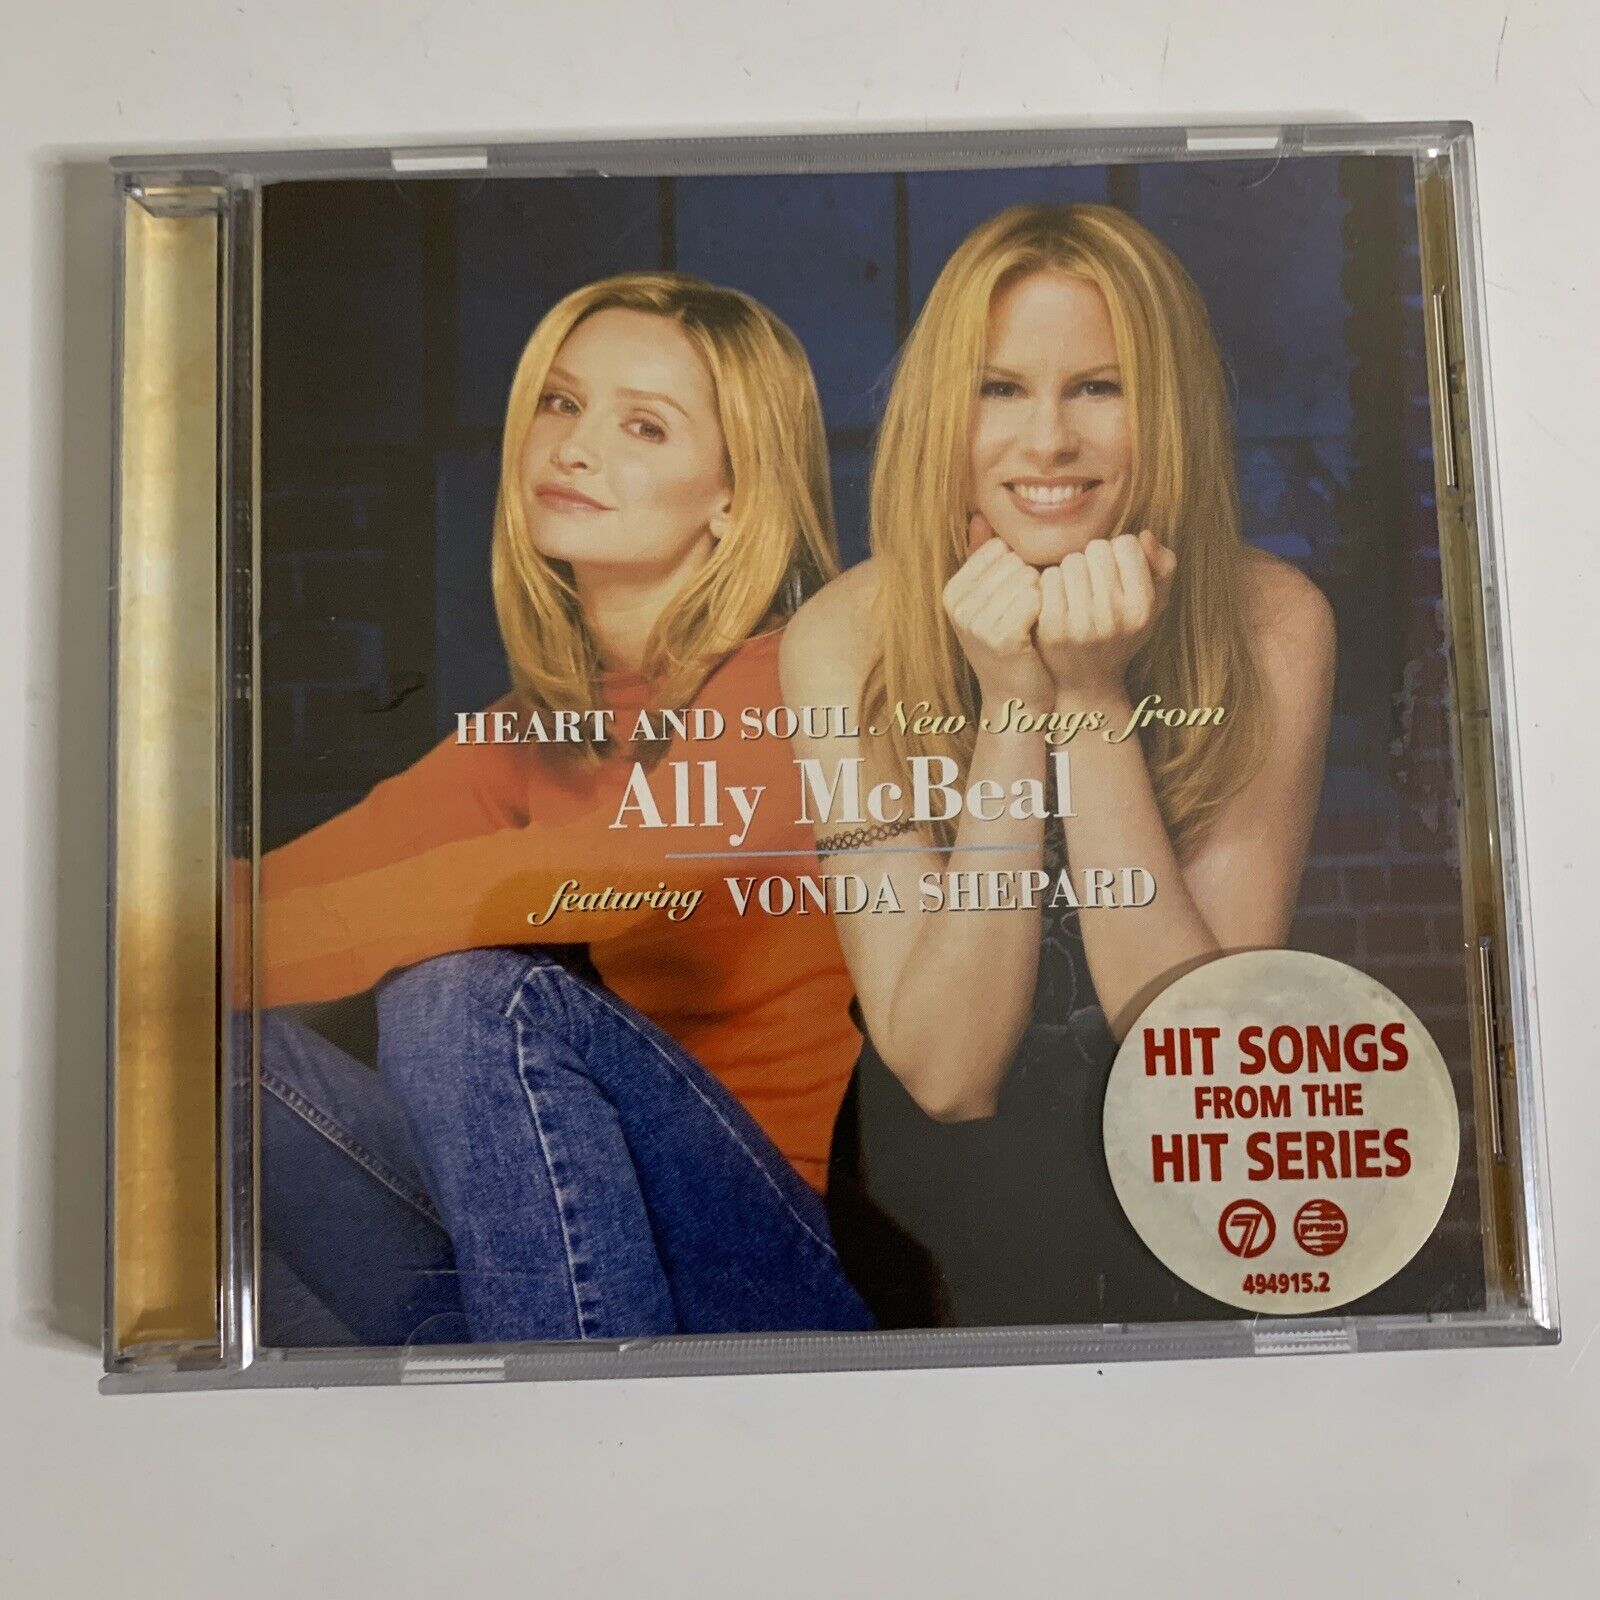 HEART AND SOUL New Songs from
Ally McBeal
featuring VONDA SHEPARD
HIT SONGS
FROM THE
HIT SERIES
7 prime
494915.2